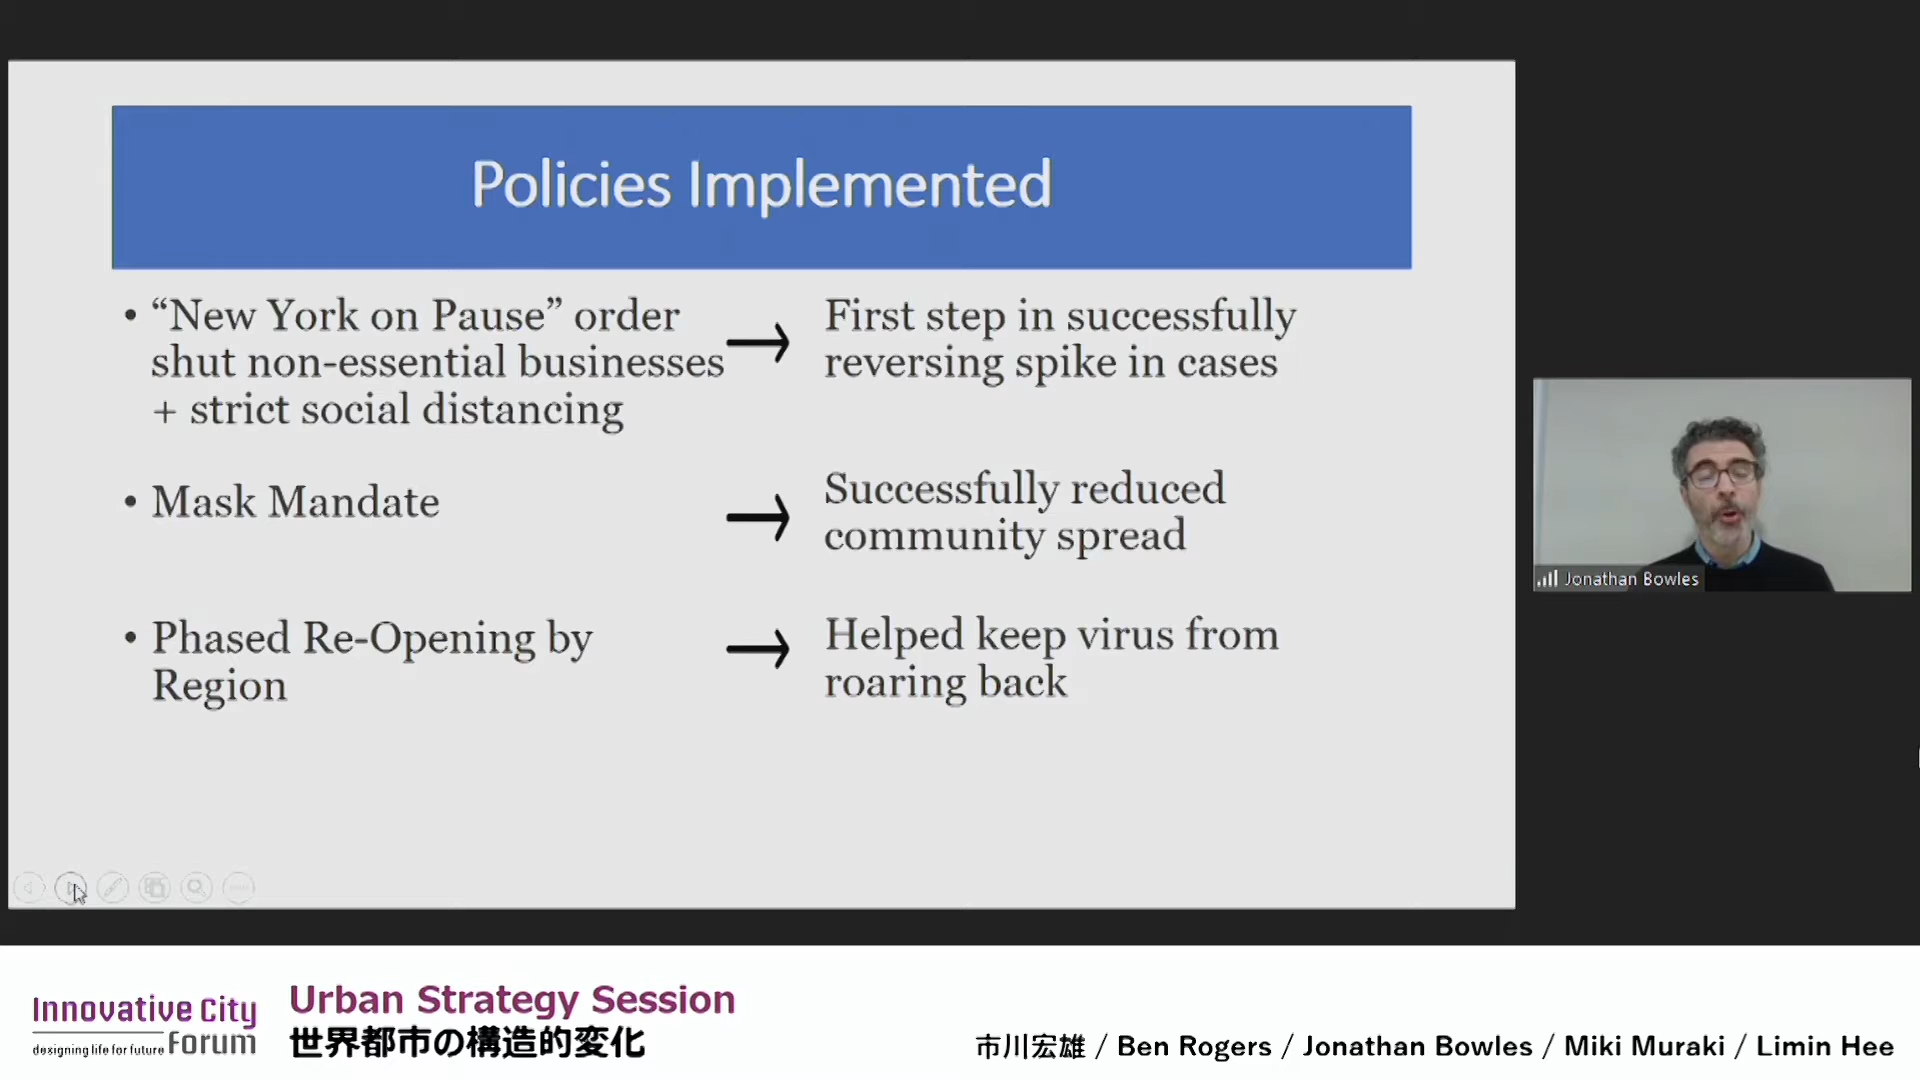 Policies Implemented
• “New York on Pause” order
shut non-essential businesses
+ strict social distancing
→
First step in successfully
reversing spike in cases
• Mask Mandate
→
Successfully reduced
community spread
• Phased Re-Opening by
Region
→
Helped keep virus from
roaring back
Jonathan Bowles
Innovative City
Forum
designing life for future
Urban Strategy Session
世界都市の構造的変化
市川宏雄 / Ben Rogers / Jonathan Bowles / Miki Muraki / Limin Hee